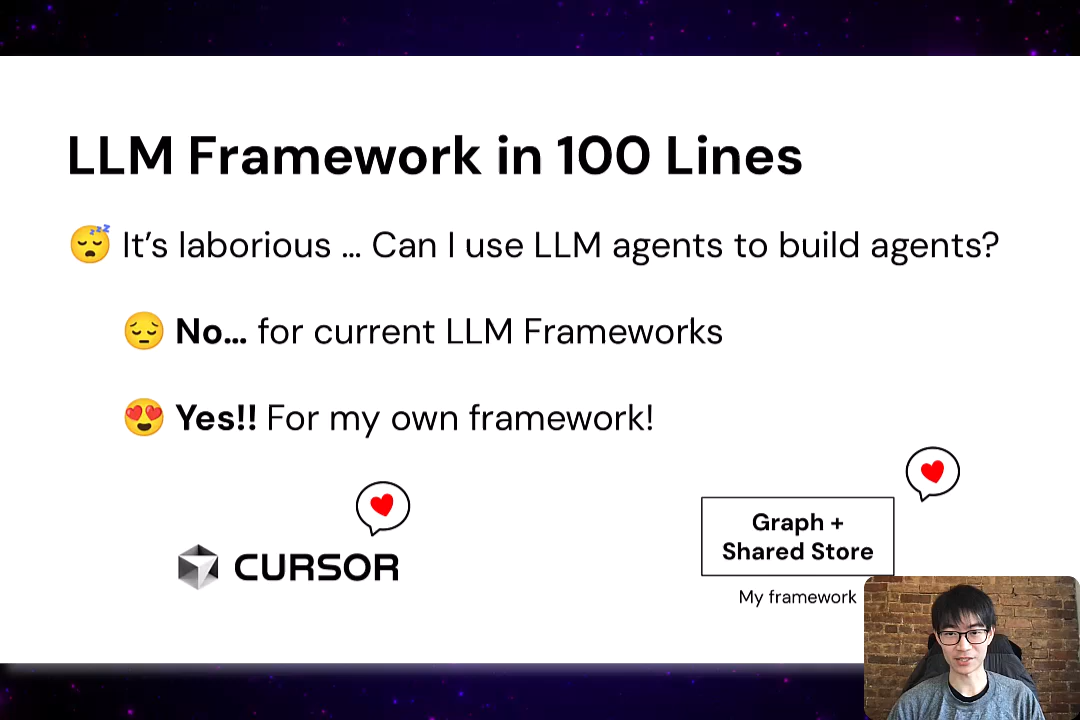 LLM Framework in 100 Lines
😴 It’s laborious … Can I use LLM agents to build agents?
😔 No… for current LLM Frameworks
😍 Yes!! For my own framework!
CURSOR
Graph +
Shared Store
My framework